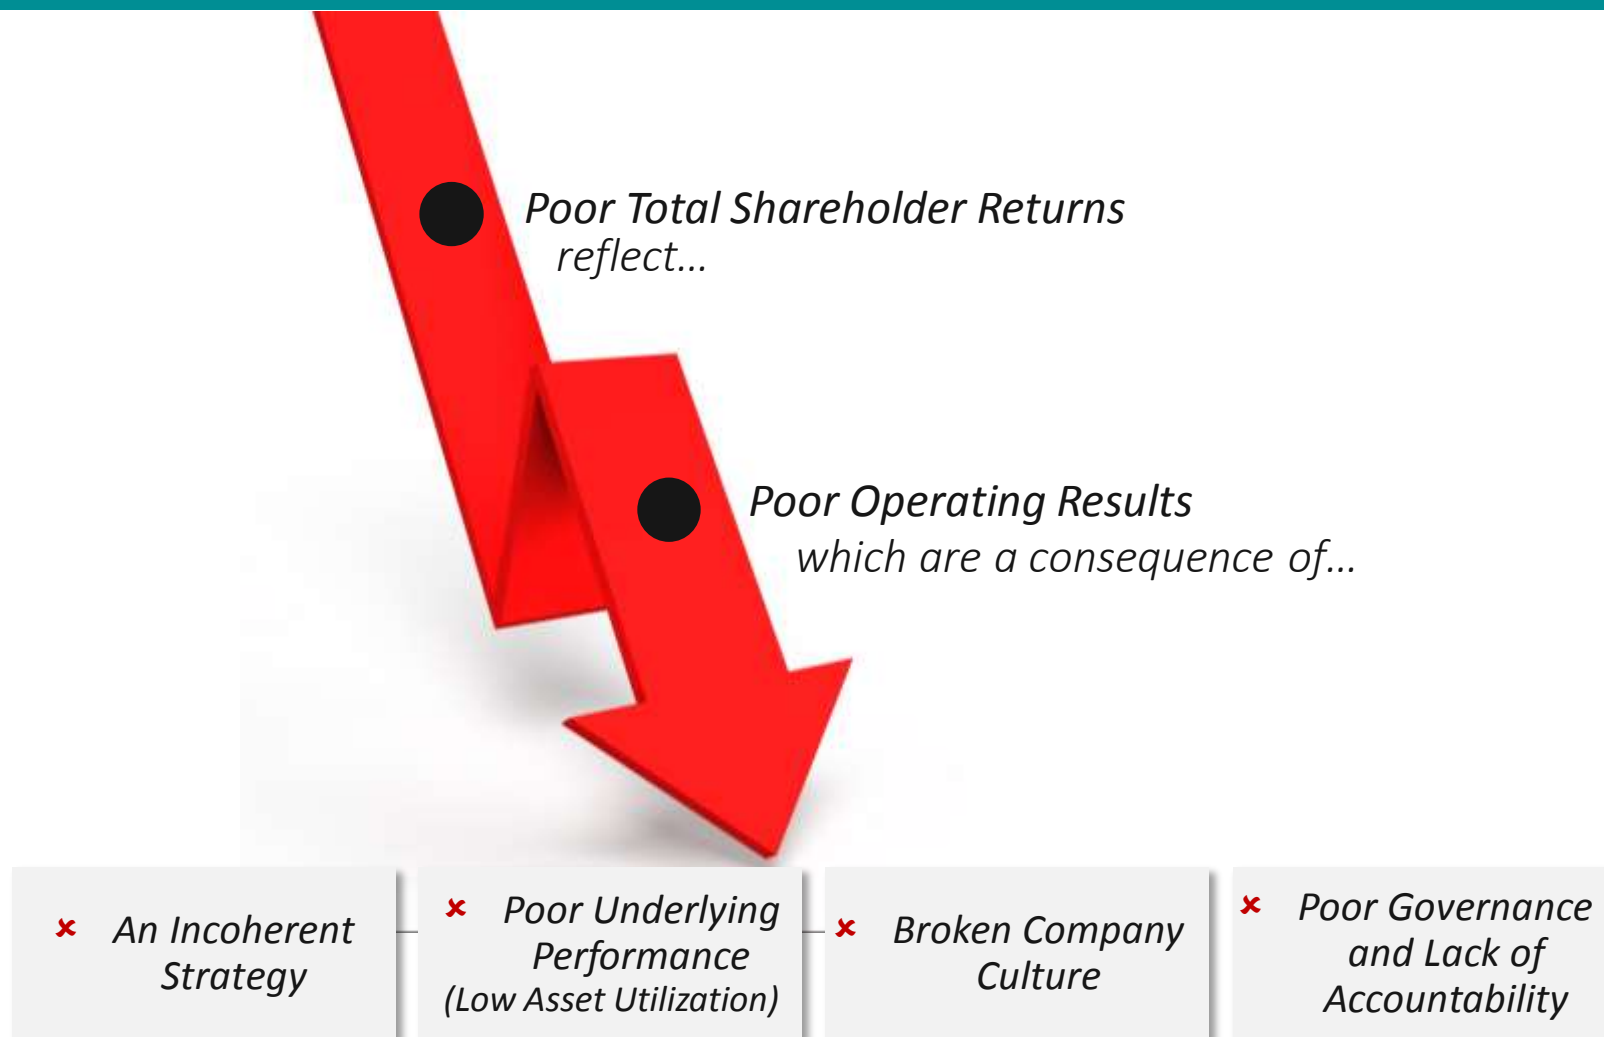 Poor Total Shareholder Returns
reflect…
Poor Operating Results
which are a consequence of…
× An Incoherent
Strategy
× Poor Underlying
Performance
(Low Asset Utilization)
× Broken Company
Culture
× Poor Governance
and Lack of
Accountability